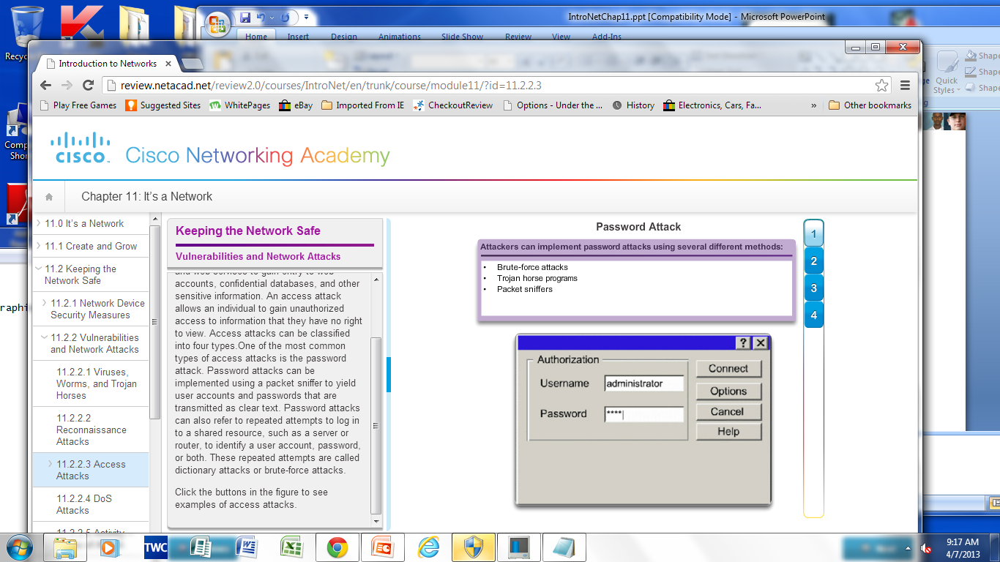 IntroNetChap11.ppt [Compatibility Mode] - Microsoft PowerPoint
Home Insert Design Animations Slide Show Review View Add-Ins
Quick
Styles
Introduction to Networks
review.netacad.net/review2.0/courses/IntroNet/en/trunk/course/module11/?id=11.2.2.3
Play Free Games Suggested Sites WhitePages eBay Imported From IE CheckoutReview Options - Under the ... History Electronics, Cars, Fa... » Other bookmarks
CISCO. Cisco Networking Academy
Chapter 11: It's a Network
11.0 It's a Network
11.1 Create and Grow
11.2 Keeping the
Network Safe
11.2.1 Network Device
Security Measures
11.2.2 Vulnerabilities
and Network Attacks
11.2.2.1 Viruses,
Worms, and Trojan
Horses
11.2.2.2
Reconnaissance
Attacks
11.2.2.3 Access
Attacks
11.2.2.4 DoS
Attacks
11.2.2.5 Activity
Keeping the Network Safe
Vulnerabilities and Network Attacks
and web services to gain entry to web
accounts, confidential databases, and other
sensitive information. An access attack
allows an individual to gain unauthorized
access to information that they have no right
to view. Access attacks can be classified
into four types.One of the most common
types of access attacks is the password
attack. Password attacks can be
implemented using a packet sniffer to yield
user accounts and passwords that are
transmitted as clear text. Password attacks
can also refer to repeated attempts to log in
to a shared resource, such as a server or
router, to identify a user account, password,
or both. These repeated attempts are called
dictionary attacks or brute-force attacks.
Click the buttons in the figure to see
examples of access attacks.
Password Attack
Attackers can implement password attacks using several different methods:
• Brute-force attacks
• Trojan horse programs
• Packet sniffers
1
2
3
4
Authorization
Username administrator
Password ****
Connect
Options
Cancel
Help
TWC
9:17 AM
4/7/2013